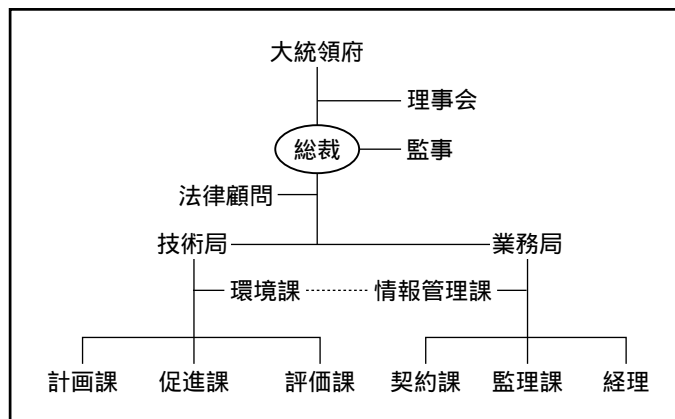 大統領府
理事会
総裁
監事
法律顧問
技術局
業務局
環境課
情報管理課
計画課
促進課
評価課
契約課
監理課
経理